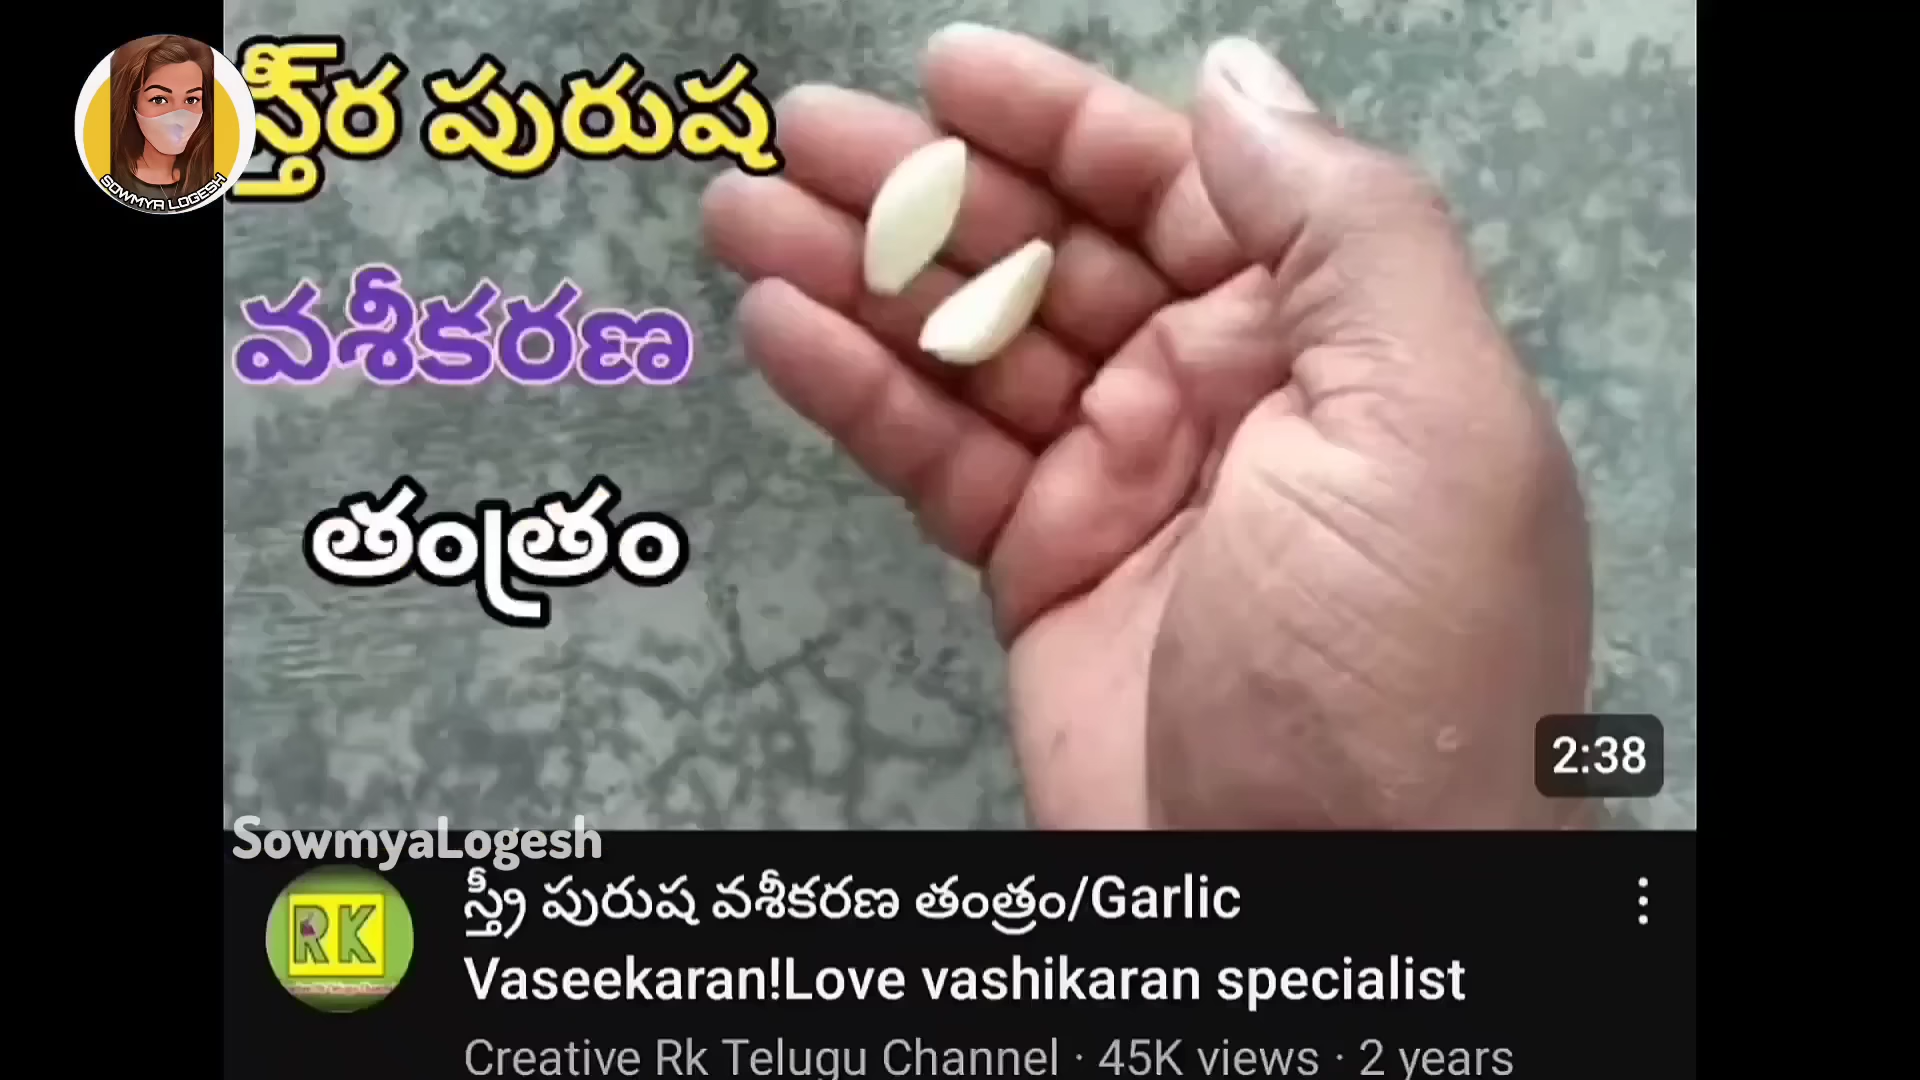 స్త్రీర పురుష
వశీకరణ
తంత్రం
SOWMYA LOGESH
2:38
SowmyaLogesh
RK
స్త్రీ పురుష వశీకరణ తంత్రం/Garlic
Vaseekaran!Love vashikaran specialist
Creative Rk Telugu Channel · 45K views · 2 years